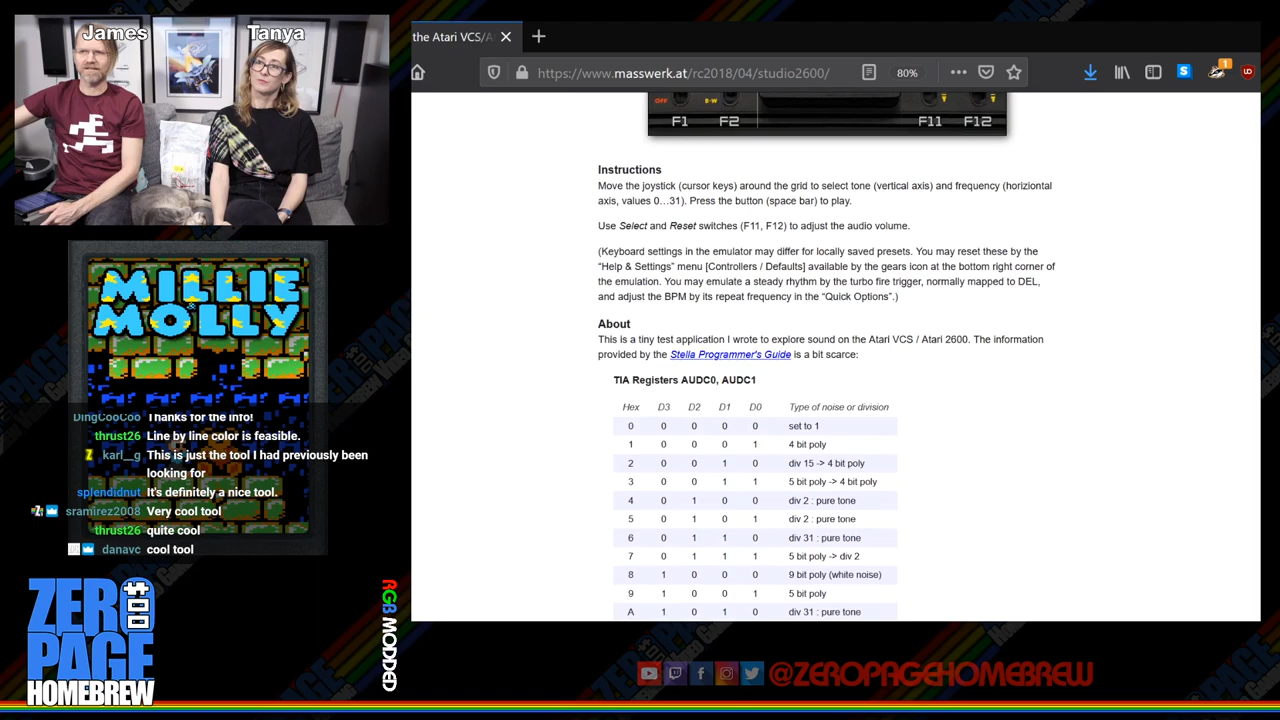 James
Tanya
MILLIE
MOLLY
DingCooCoo Thanks for the info!
thrust26 Line by line color is feasible.
karl__g This is just the tool I had previously been
looking for
splendidnut It's definitely a nice tool.
sramirez2008 Very cool tool
thrust26 quite cool
danavc cool tool
ZERO
PAGE
HOMEBREW
RGB MODDED
the Atari VCS/A
https://www.masswerk.at/rc2018/04/studio2600/
80%
1
OFF
B-W
F1
F2
F11
F12
Instructions
Move the joystick (cursor keys) around the grid to select tone (vertical axis) and frequency (horiziontal
axis, values 0…31). Press the button (space bar) to play.
Use Select and Reset switches (F11, F12) to adjust the audio volume.
(Keyboard settings in the emulator may differ for locally saved presets. You may reset these by the
“Help & Settings” menu [Controllers / Defaults] available by the gears icon at the bottom right corner of
the emulation. You may emulate a steady rhythm by the turbo fire trigger, normally mapped to DEL,
and adjust the BPM by its repeat frequency in the “Quick Options”.)
About
This is a tiny test application I wrote to explore sound on the Atari VCS / Atari 2600. The information
provided by the Stella Programmer's Guide is a bit scarce:
TIA Registers AUDC0, AUDC1
Hex D3 D2 D1 D0 Type of noise or division
0 0 0 0 0 set to 1
1 0 0 0 1 4 bit poly
2 0 0 1 0 div 15 -> 4 bit poly
3 0 0 1 1 5 bit poly -> 4 bit poly
4 0 1 0 0 div 2 : pure tone
5 0 1 0 1 div 2 : pure tone
6 0 1 1 0 div 31 : pure tone
7 0 1 1 1 5 bit poly -> div 2
8 1 0 0 0 9 bit poly (white noise)
9 1 0 0 1 5 bit poly
A 1 0 1 0 div 31 : pure tone
@ZEROPAGEHOMEBREW